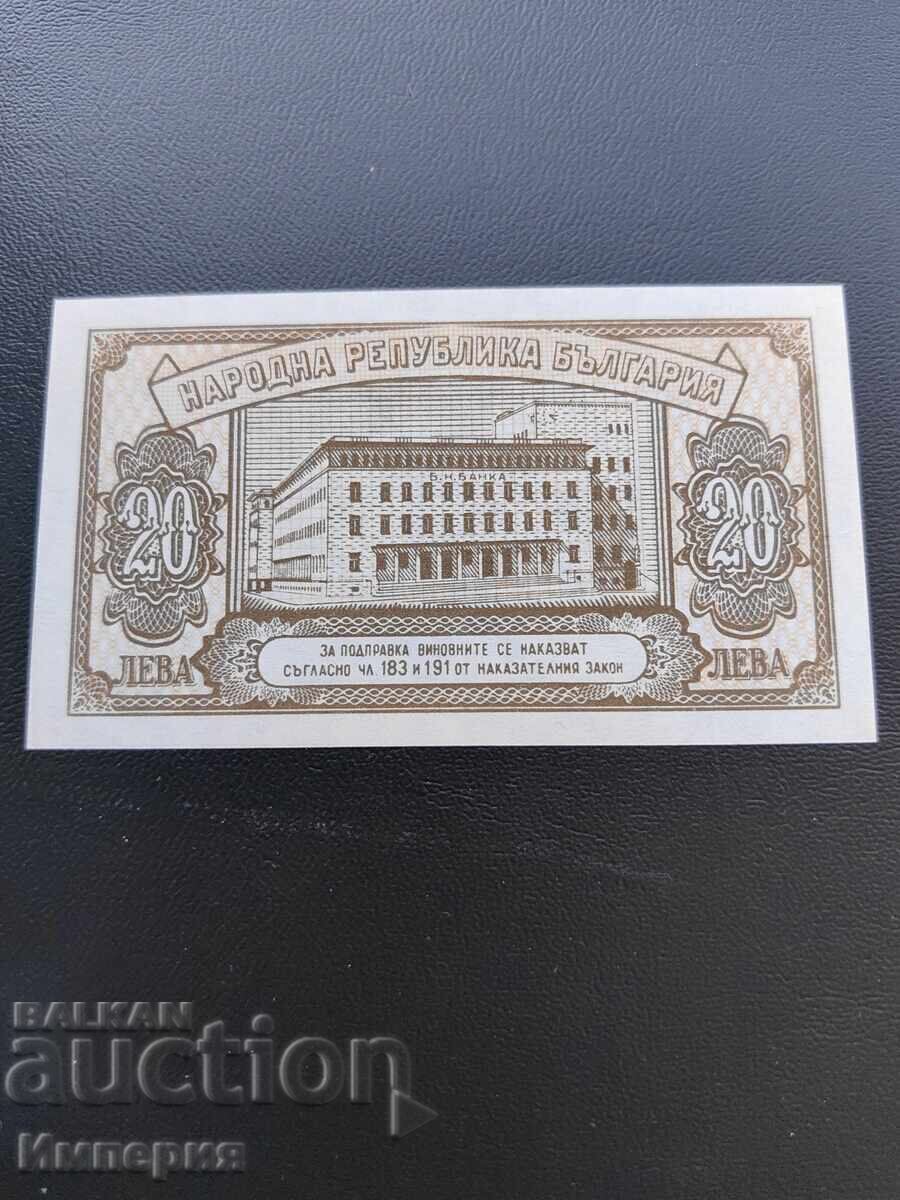 НАРОДНА РЕПУБЛИКА БЪЛГАРИЯ
Б.Н.БАНКА
20
20
ЛЕВА
ЗА ПОДПРАВКА ВИНОВНИТЕ СЕ НАКАЗВАТ
СЪГЛАСНО ЧЛ. 183 И 191 ОТ НАКАЗАТЕЛНИЯ ЗАКОН
ЛЕВА
BALKAN
auction
Империя